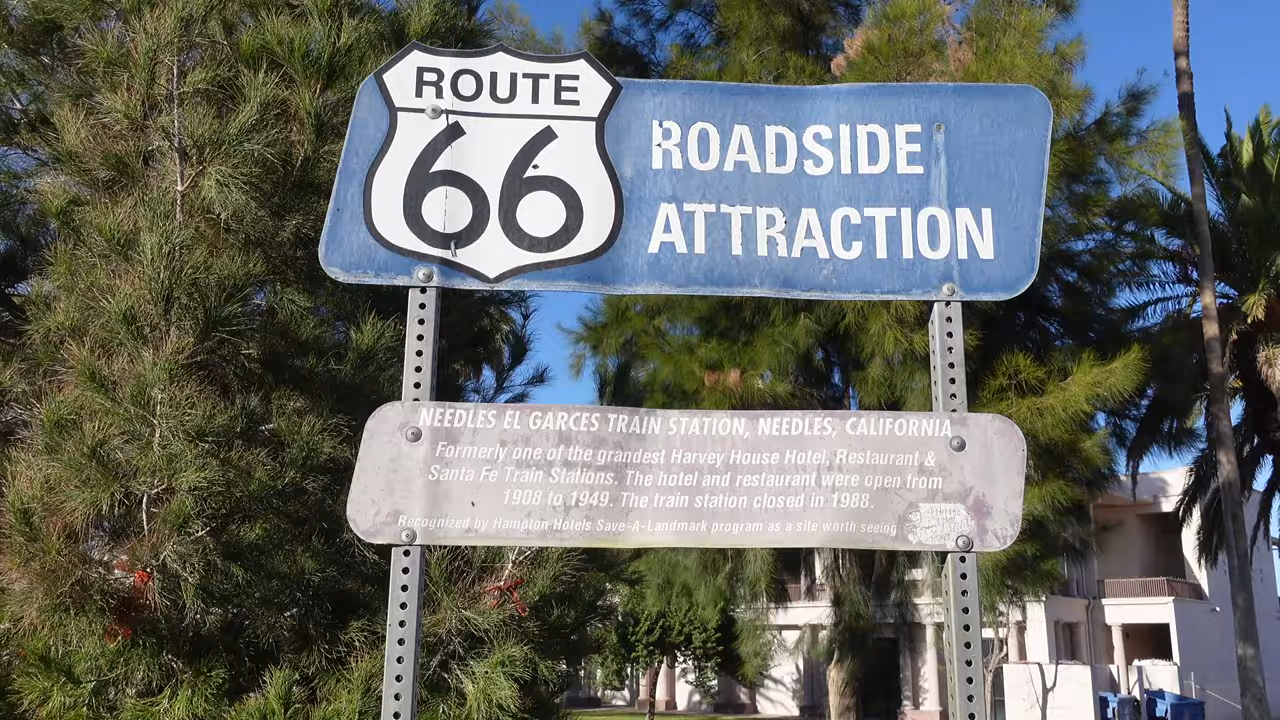 ROUTE
66
ROADSIDE
ATTRACTION
NEEDLES EL GARCES TRAIN STATION, NEEDLES, CALIFORNIA
Formerly one of the grandest Harvey House Hotel, Restaurant &
Santa Fe Train Stations. The hotel and restaurant were open from
1908 to 1949. The train station closed in 1988.
Recognized by Hampton Hotels Save-A-Landmark program as a site worth seeing